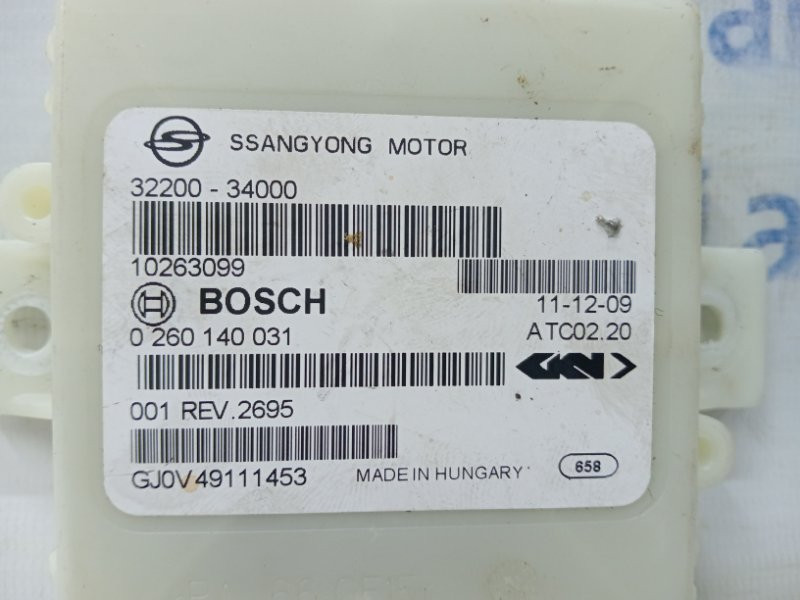 SSANGYONG MOTOR
32200 - 34000
10263099
BOSCH
11-12-09
0 260 140 031
ATC02.20
GKN
001 REV.2695
GJ0V49111453
MADE IN HUNGARY
658